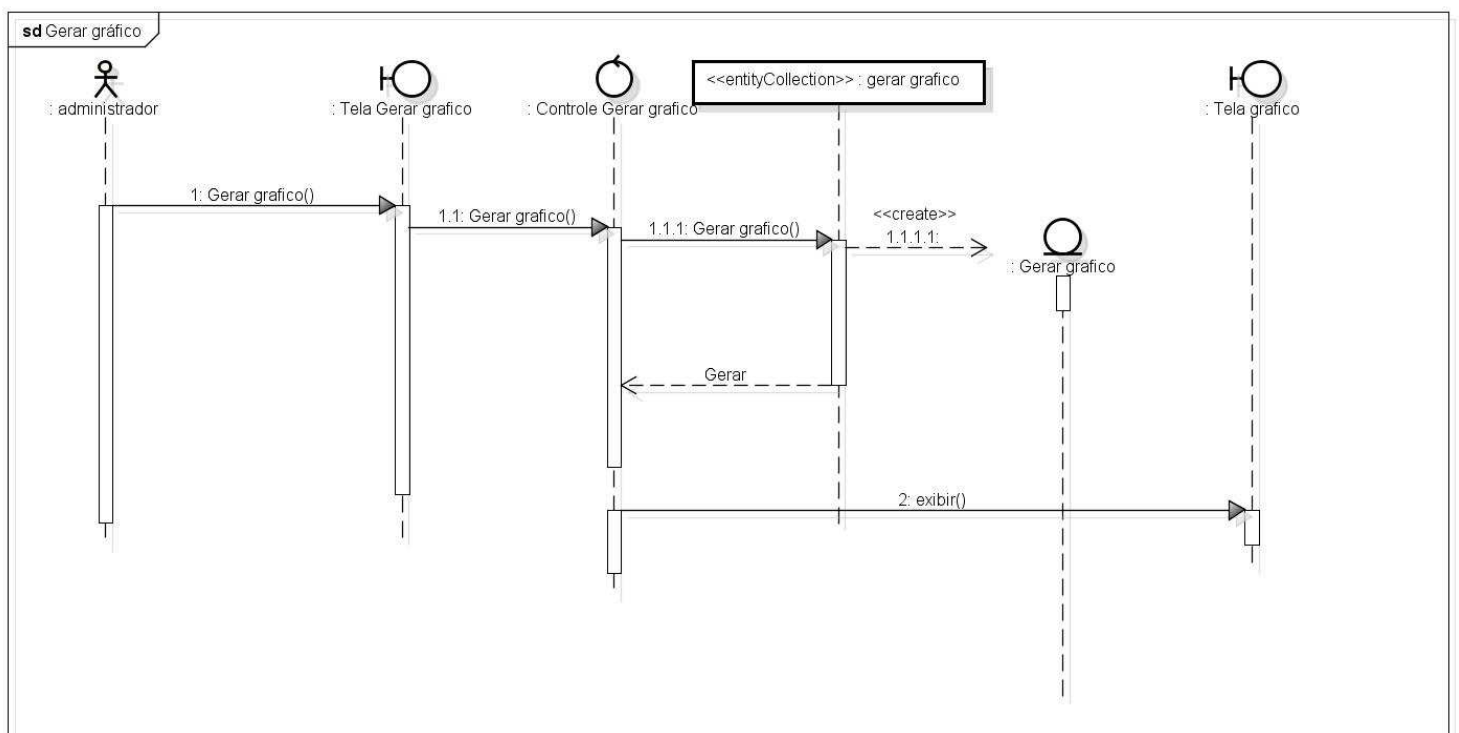 sd Gerar gráfico
: administrador
: Tela Gerar grafico
: Controle Gerar grafico
<<entityCollection>> : gerar grafico
: Tela grafico
1: Gerar grafico()
1.1: Gerar grafico()
1.1.1: Gerar grafico()
<<create>>
1.1.1.1:
: Gerar grafico
Gerar
2: exibir()